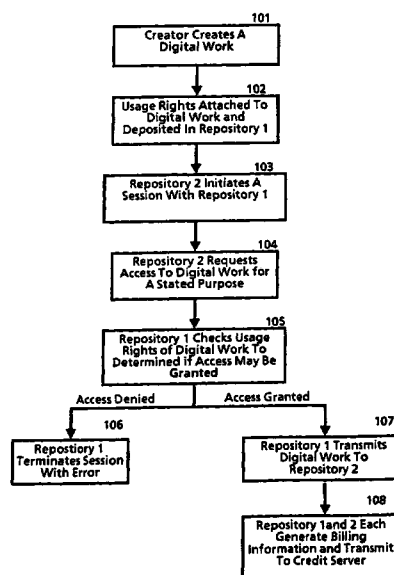 101
Creator Creates A
Digital Work
102
Usage Rights Attached To
Digital Work and
Deposited In Repository 1
103
Repository 2 Initiates A
Session With Repository 1
104
Repository 2 Requests
Access To Digital Work for
A Stated Purpose
105
Repository 1 Checks Usage
Rights of Digital Work To
Determined if Access May Be
Granted
Access Denied
Access Granted
106
Repostiory 1
Terminates Session
With Error
107
Repository 1 Transmits
Digital Work To
Repository 2
108
Repository 1and 2 Each
Generate Billing
Information and Transmit
To Credit Server